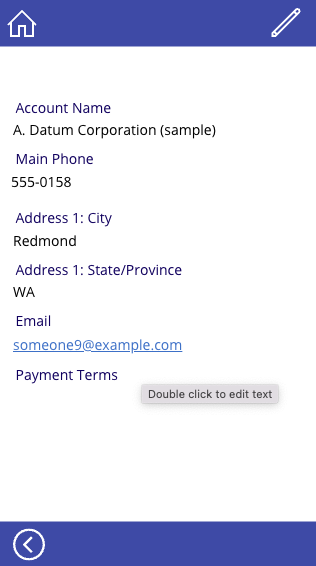 Account Name
A. Datum Corporation (sample)
Main Phone
555-0158
Address 1: City
Redmond
Address 1: State/Province
WA
Email
someone9@example.com
Payment Terms
Double click to edit text